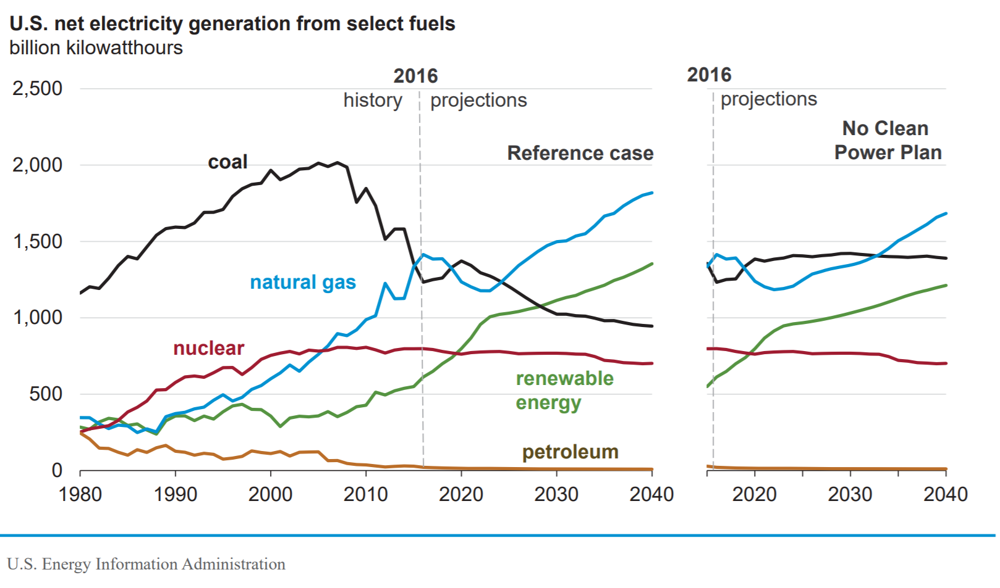 U.S. net electricity generation from select fuels
billion kilowatthours
2016
2016
2,500
history
projections
projections
No Clean
Power Plan
Reference case
coal
2,000
1,500
natural gas
1,000
nuclear
renewable
energy
500
petroleum
0
1980 1990 2000 2010 2020 2030 2040
2020 2030 2040
U.S. Energy Information Administration